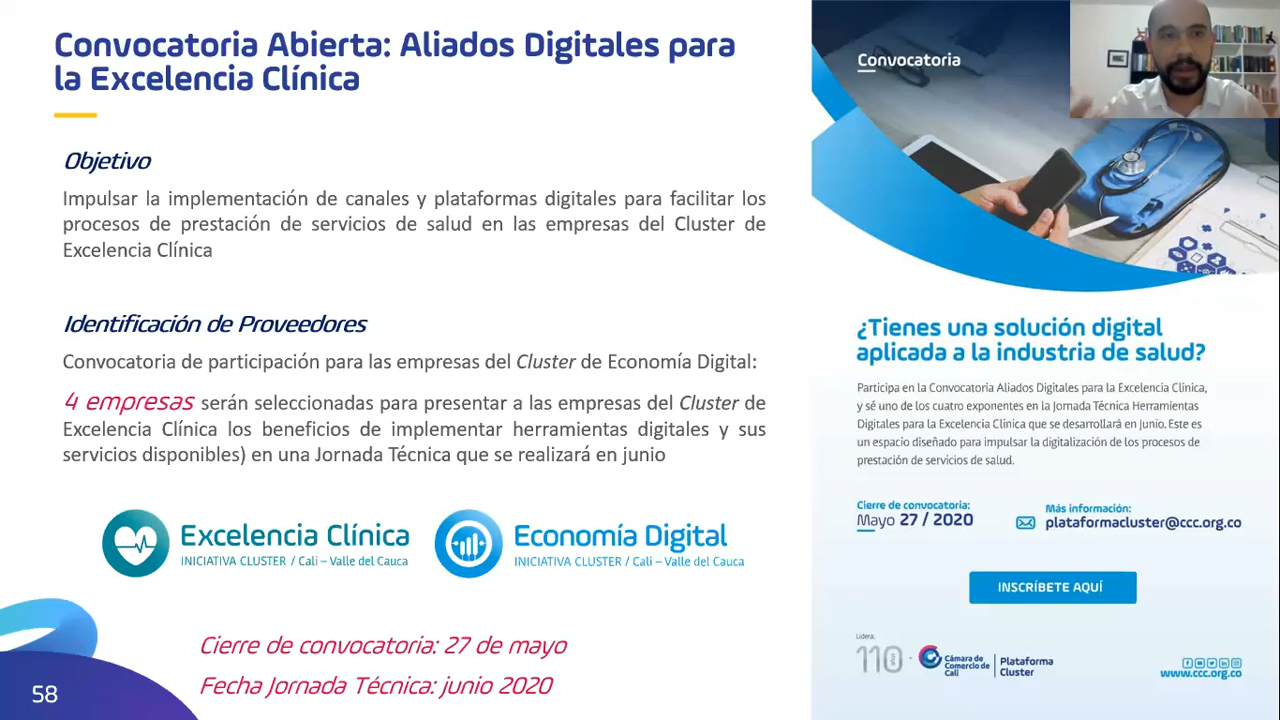 Convocatoria Abierta: Aliados Digitales para
la Excelencia Clínica
Objetivo
Impulsar la implementación de canales y plataformas digitales para facilitar los
procesos de prestación de servicios de salud en las empresas del Cluster de
Excelencia Clínica
Identificación de Proveedores
Convocatoria de participación para las empresas del Cluster de Economía Digital:
4 empresas serán seleccionadas para presentar a las empresas del Cluster de
Excelencia Clínica los beneficios de implementar herramientas digitales y sus
servicios disponibles) en una Jornada Técnica que se realizará en junio
Excelencia Clínica
INICIATIVA CLUSTER / Cali – Valle del Cauca
Economía Digital
INICIATIVA CLUSTER / Cali – Valle del Cauca
Cierre de convocatoria: 27 de mayo
Fecha Jornada Técnica: junio 2020
58
Convocatoria
¿Tienes una solución digital
aplicada a la industria de salud?
Participa en la Convocatoria Aliados Digitales para la Excelencia Clínica,
y sé uno de los cuatro exponentes en la Jornada Técnica Herramientas
Digitales para la Excelencia Clínica que se desarrollará en Junio. Este es
un espacio diseñado para impulsar la digitalización de los procesos de
prestación de servicios de salud.
Cierre de convocatoria:
Mayo 27 / 2020
Más información:
plataformacluster@ccc.org.co
INSCRÍBETE AQUÍ
Lidera:
110
Cámara de
Comercio de
Cali
Plataforma
Cluster
www.ccc.org.co